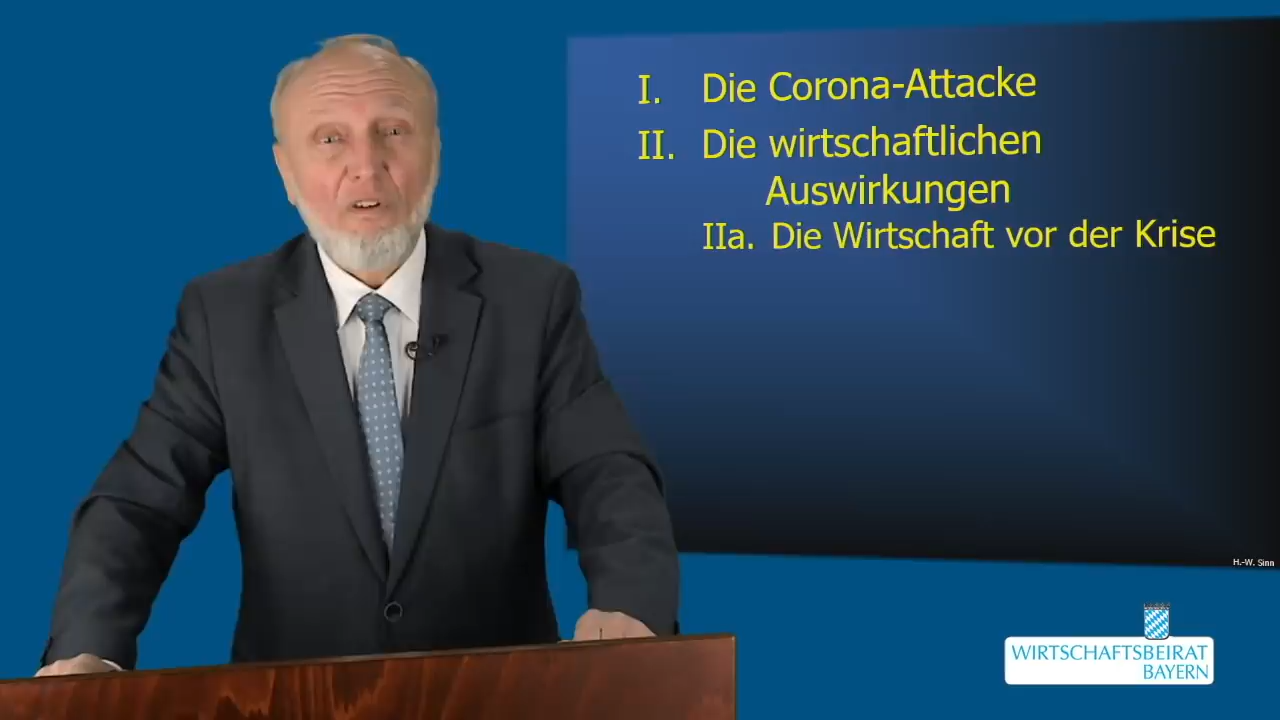 I. Die Corona-Attacke
II. Die wirtschaftlichen
Auswirkungen
IIa. Die Wirtschaft vor der Krise
H.-W. Sinn
WIRTSCHAFTSBEIRAT
BAYERN